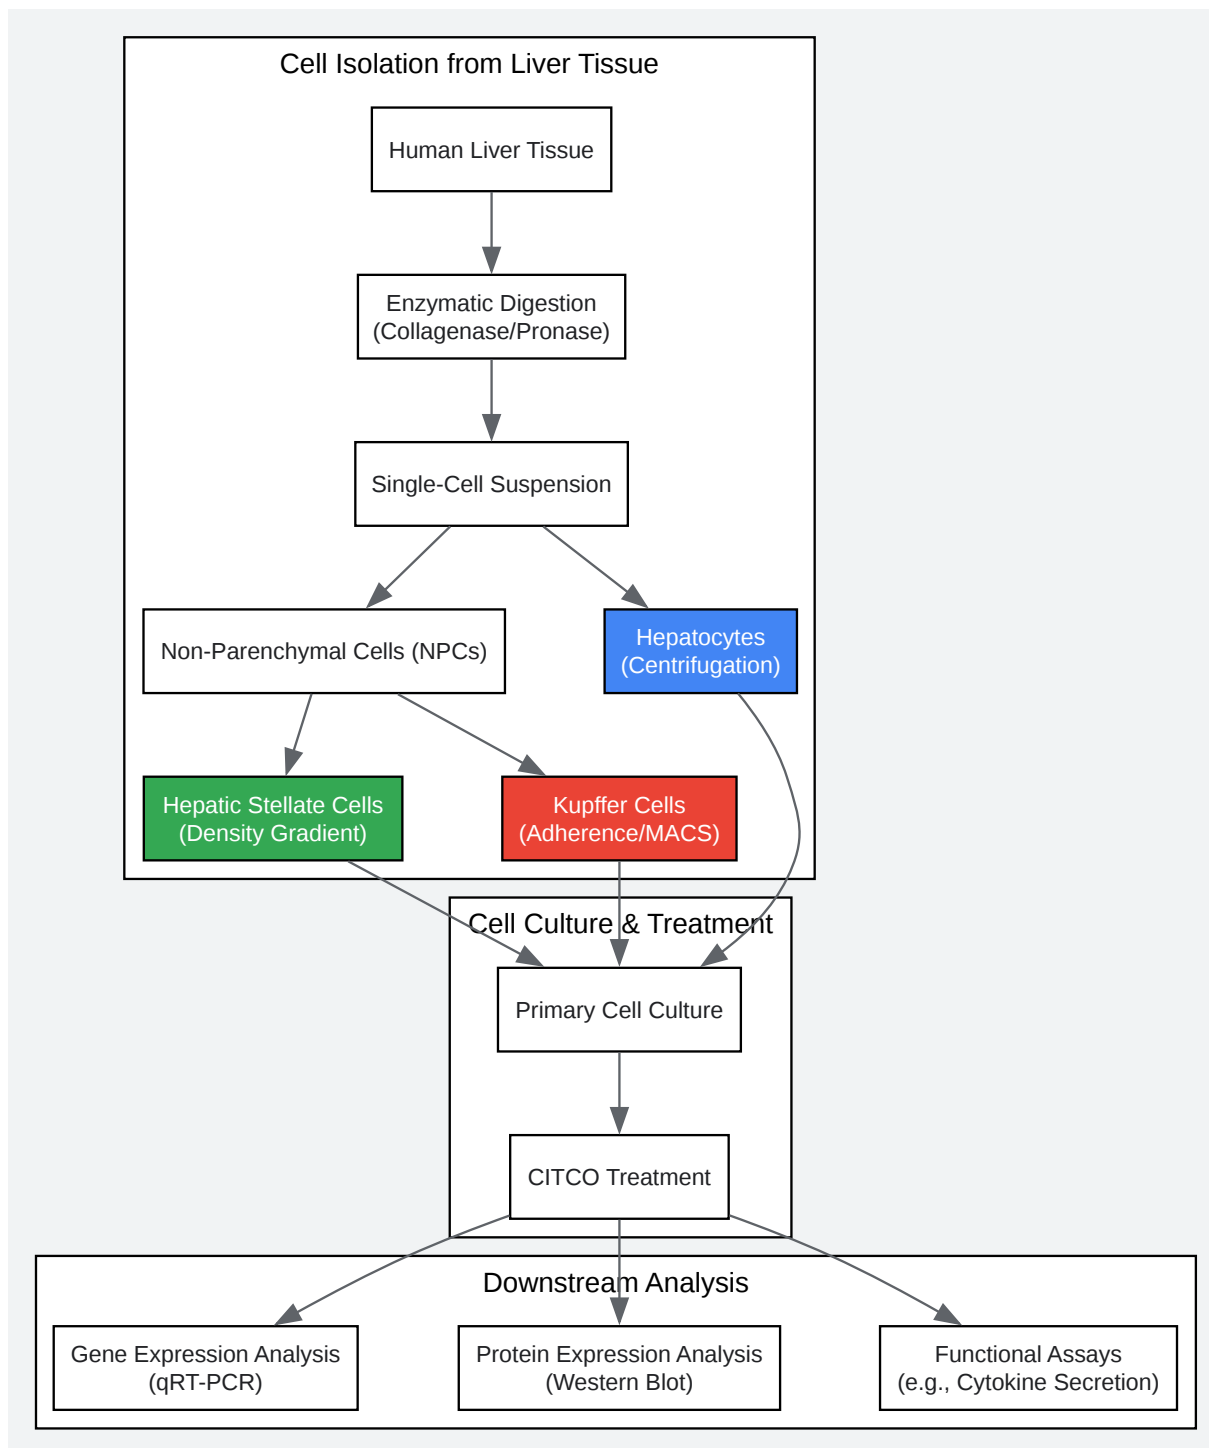 Cell Isolation from Liver Tissue
Human Liver Tissue
Enzymatic Digestion
(Collagenase/Pronase)
Single-Cell Suspension
Non-Parenchymal Cells (NPCs)
Hepatocytes
(Centrifugation)
Hepatic Stellate Cells
(Density Gradient)
Kupffer Cells
(Adherence/MACS)
Cell Culture & Treatment
Primary Cell Culture
CITCO Treatment
Downstream Analysis
Gene Expression Analysis
(qRT-PCR)
Protein Expression Analysis
(Western Blot)
Functional Assays
(e.g., Cytokine Secretion)